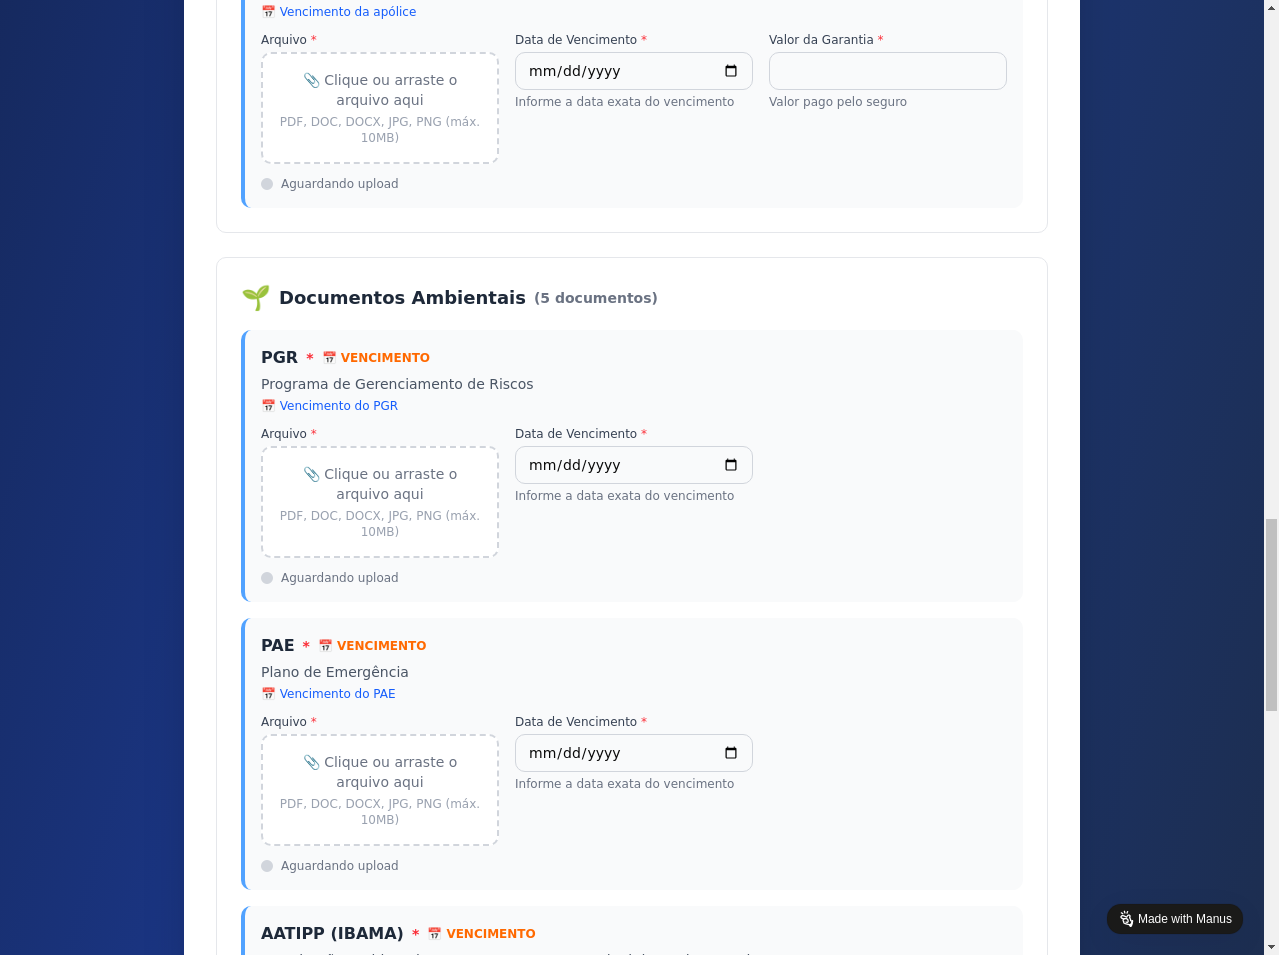 📅 Vencimento da apólice
Arquivo * Data de Vencimento * Valor da Garantia *
📎 Clique ou arraste o
arquivo aqui
PDF, DOC, DOCX, JPG, PNG (máx.
10MB)
mm/dd/yyyy
Informe a data exata do vencimento
Valor pago pelo seguro
Aguardando upload
🌱 Documentos Ambientais (5 documentos)
PGR * 📅 VENCIMENTO
Programa de Gerenciamento de Riscos
📅 Vencimento do PGR
Arquivo * Data de Vencimento *
📎 Clique ou arraste o
arquivo aqui
PDF, DOC, DOCX, JPG, PNG (máx.
10MB)
mm/dd/yyyy
Informe a data exata do vencimento
Aguardando upload
PAE * 📅 VENCIMENTO
Plano de Emergência
📅 Vencimento do PAE
Arquivo * Data de Vencimento *
📎 Clique ou arraste o
arquivo aqui
PDF, DOC, DOCX, JPG, PNG (máx.
10MB)
mm/dd/yyyy
Informe a data exata do vencimento
Aguardando upload
AATIPP (IBAMA) * 📅 VENCIMENTO
Made with Manus